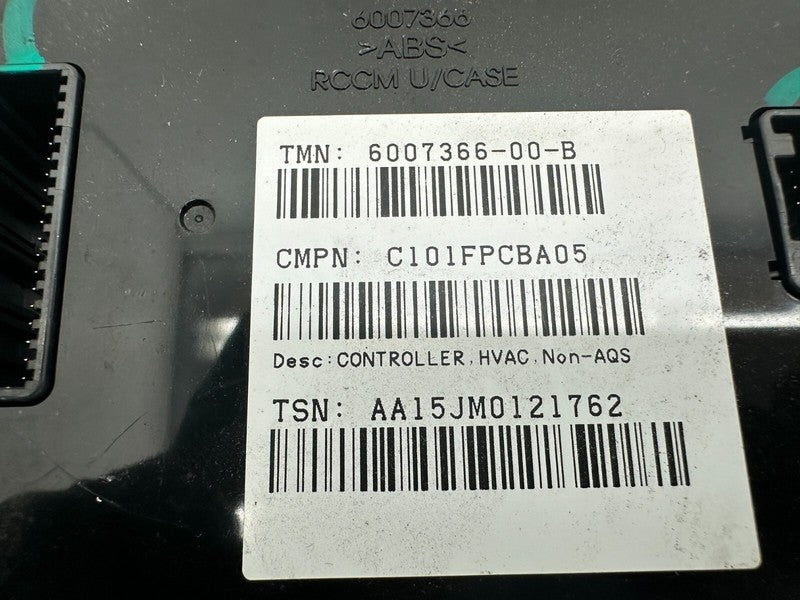 6007366
>ABS<
RCCM U/CASE
TMN: 6007366-00-B
CMPN: C101FPCBA05
Desc:CONTROLLER,HVAC,Non-AQS
TSN: AA15JM0121762